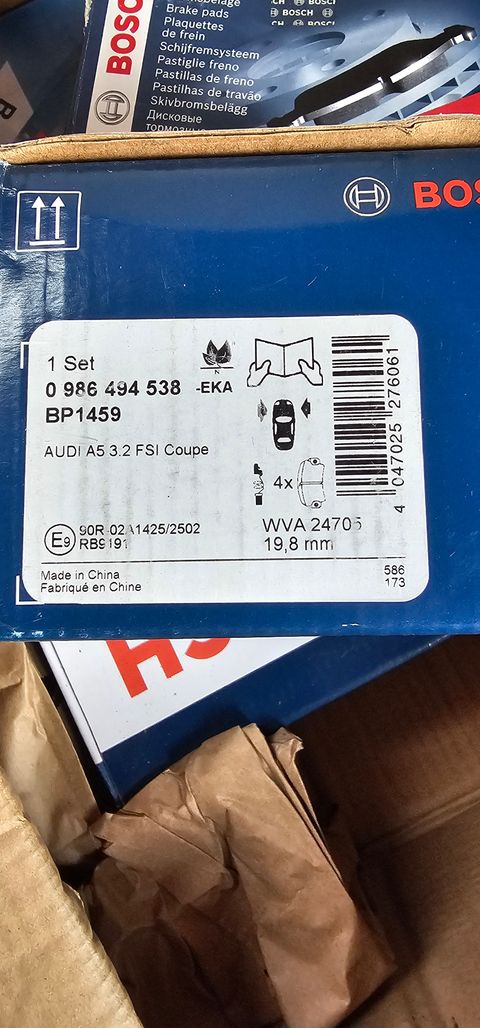 BOSCH
BOSCH
BOSCH
Brake pads
Plaquettes
de frein
Schijfremsysteem
Pastiglie freno
Pastillas de freno
Pastilhas de travão
Skivbromsbelägg
Дисковые
1 Set
0 986 494 538 -EKA
BP1459
AUDI A5 3.2 FSI Coupe
N
4x
4 047025 276061
E9
90R-02A1425/2502
RB9191
WVA 24705
19,8 mm
Made in China
Fabriqué en Chine
586
173